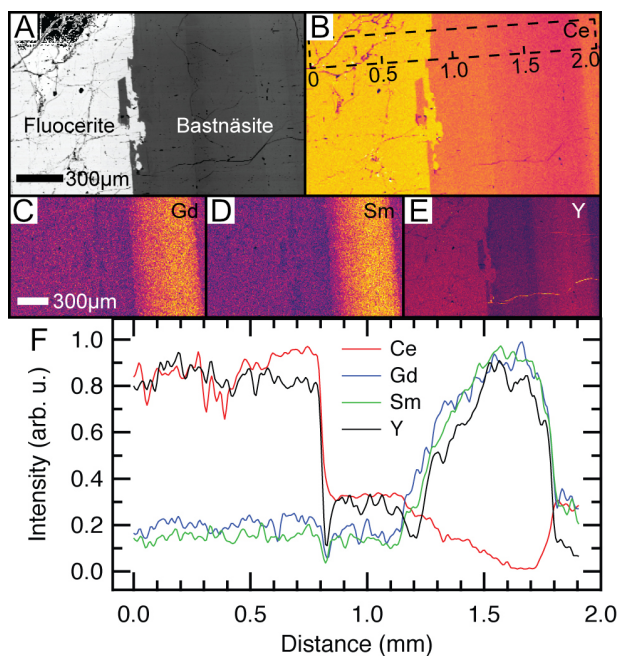 A
Fluocerite
Bastnäsite
300μm
B
Ce
0
0.5
1.0
1.5
2.0
C
Gd
300μm
D
Sm
E
Y
F
1.0
0.8
0.6
0.4
0.2
0.0
Intensity (arb. u.)
Ce
Gd
Sm
Y
0.0 0.5 1.0 1.5 2.0
Distance (mm)